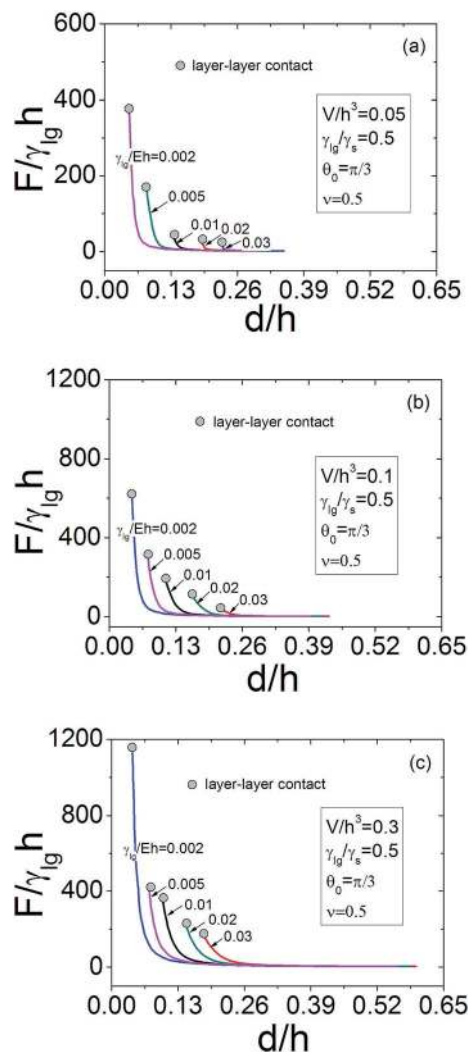 600
(a)
layer-layer contact
V/h³=0.05
γlg/γs=0.5
θ0=π/3
ν=0.5
400
γlg/Eh=0.002
0.005
200
0.01
0.02
0.03
0
0.00 0.13 0.26 0.39 0.52 0.65
F/γlgh
d/h
1200
(b)
layer-layer contact
V/h³=0.1
γlg/γs=0.5
θ0=π/3
ν=0.5
800
γlg/Eh=0.002
400
0.005
0.01
0.02
0.03
0
0.00 0.13 0.26 0.39 0.52 0.65
F/γlgh
d/h
1200
(c)
layer-layer contact
V/h³=0.3
γlg/γs=0.5
θ0=π/3
ν=0.5
800
γlg/Eh=0.002
400
0.005
0.01
0.02
0.03
0
0.00 0.13 0.26 0.39 0.52 0.65
F/γlgh
d/h